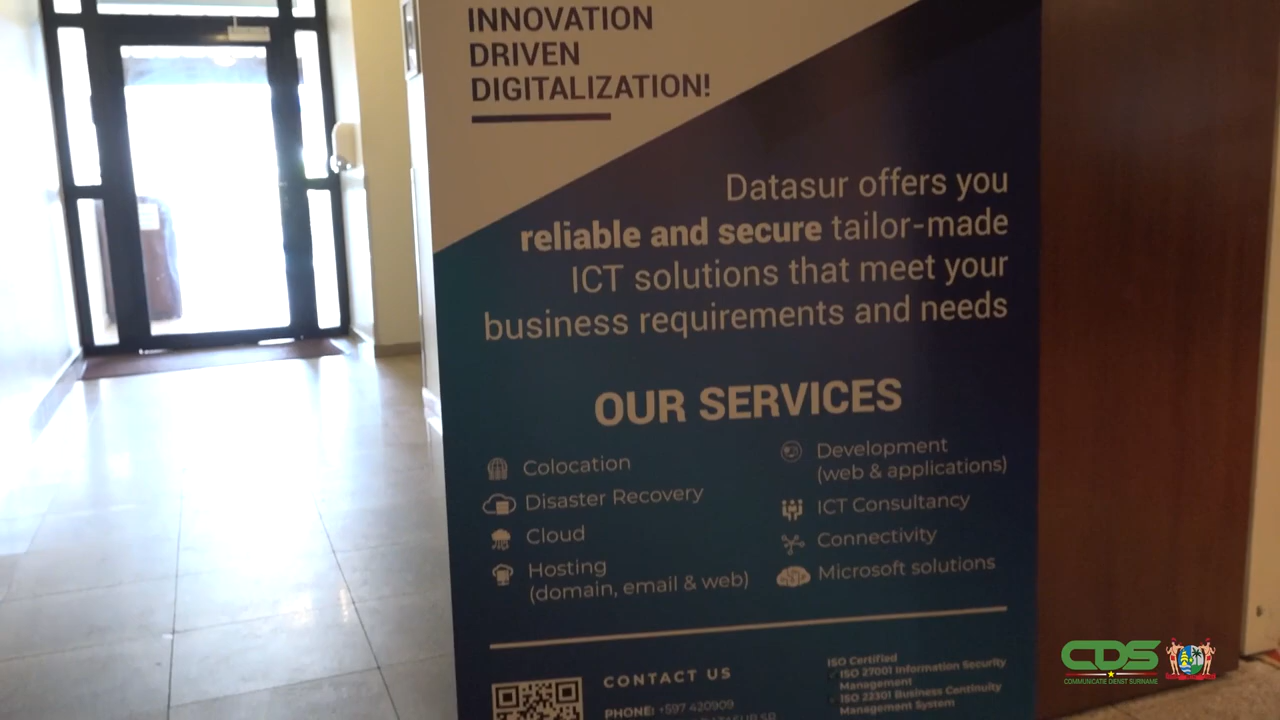 INNOVATION
DRIVEN
DIGITALIZATION!
Datasur offers you
reliable and secure tailor-made
ICT solutions that meet your
business requirements and needs
OUR SERVICES
Colocation
Disaster Recovery
Cloud
Hosting
(domain, email & web)
Development
(web & applications)
ICT Consultancy
Connectivity
Microsoft solutions
CONTACT US
PHONE: +597 420909
ISO Certified
ISO 27001 Information Security
Management
ISO 22301 Business Continuity
Management System
CDS
COMMUNICATIE DIENST SURINAME